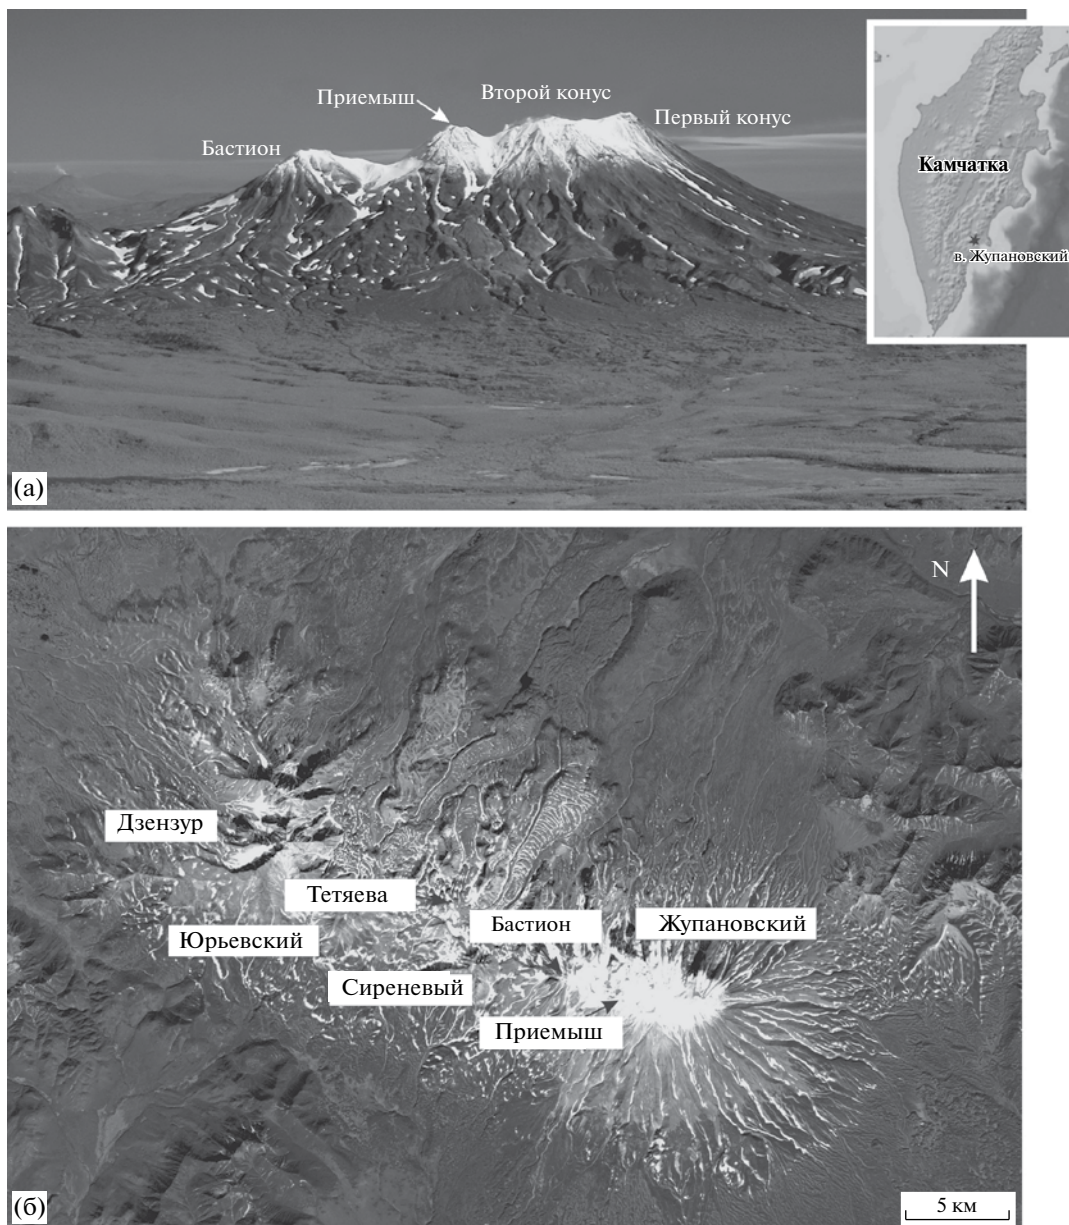 Второй конус
Приемыш
Первый конус
Бастион
Камчатка
в. Жупановский
(а)
N
Дзензур
Тетяева
Бастион
Жупановский
Юрьевский
Сиреневый
Приемыш
(б)
5 км